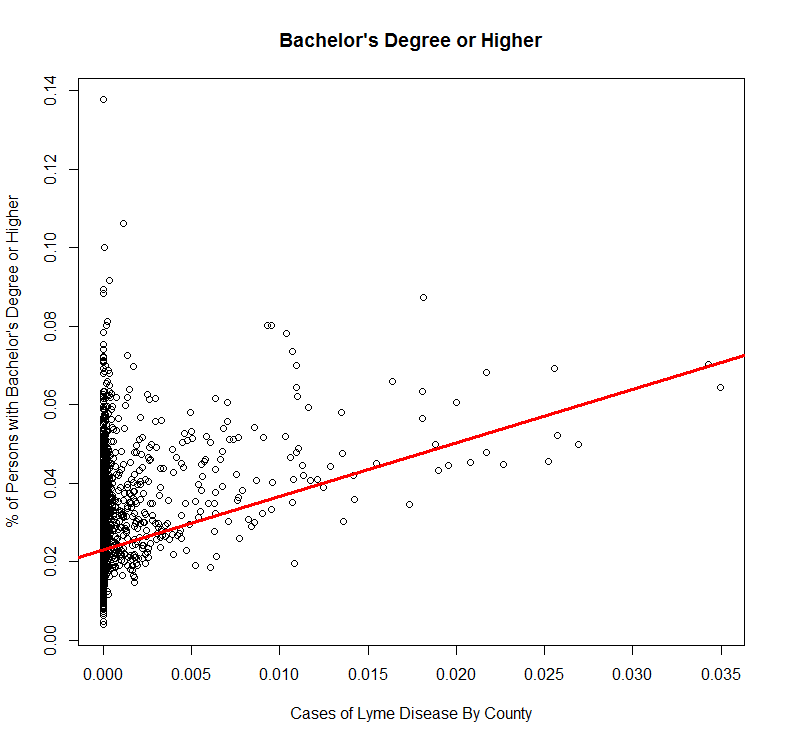 Bachelor's Degree or Higher
% of Persons with Bachelor's Degree or Higher
0.14
0.12
0.10
0.08
0.06
0.04
0.02
0.00
0.000 0.005 0.010 0.015 0.020 0.025 0.030 0.035
Cases of Lyme Disease By County